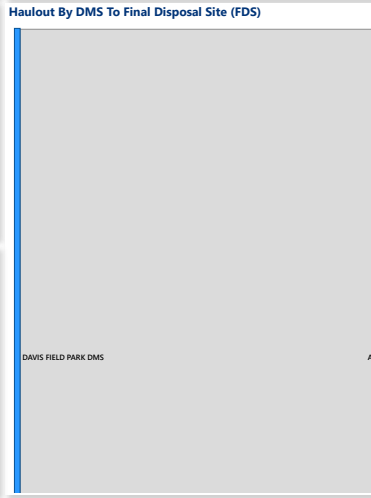 Haulout By DMS To Final Disposal Site (FDS)
DAVIS FIELD PARK DMS
A